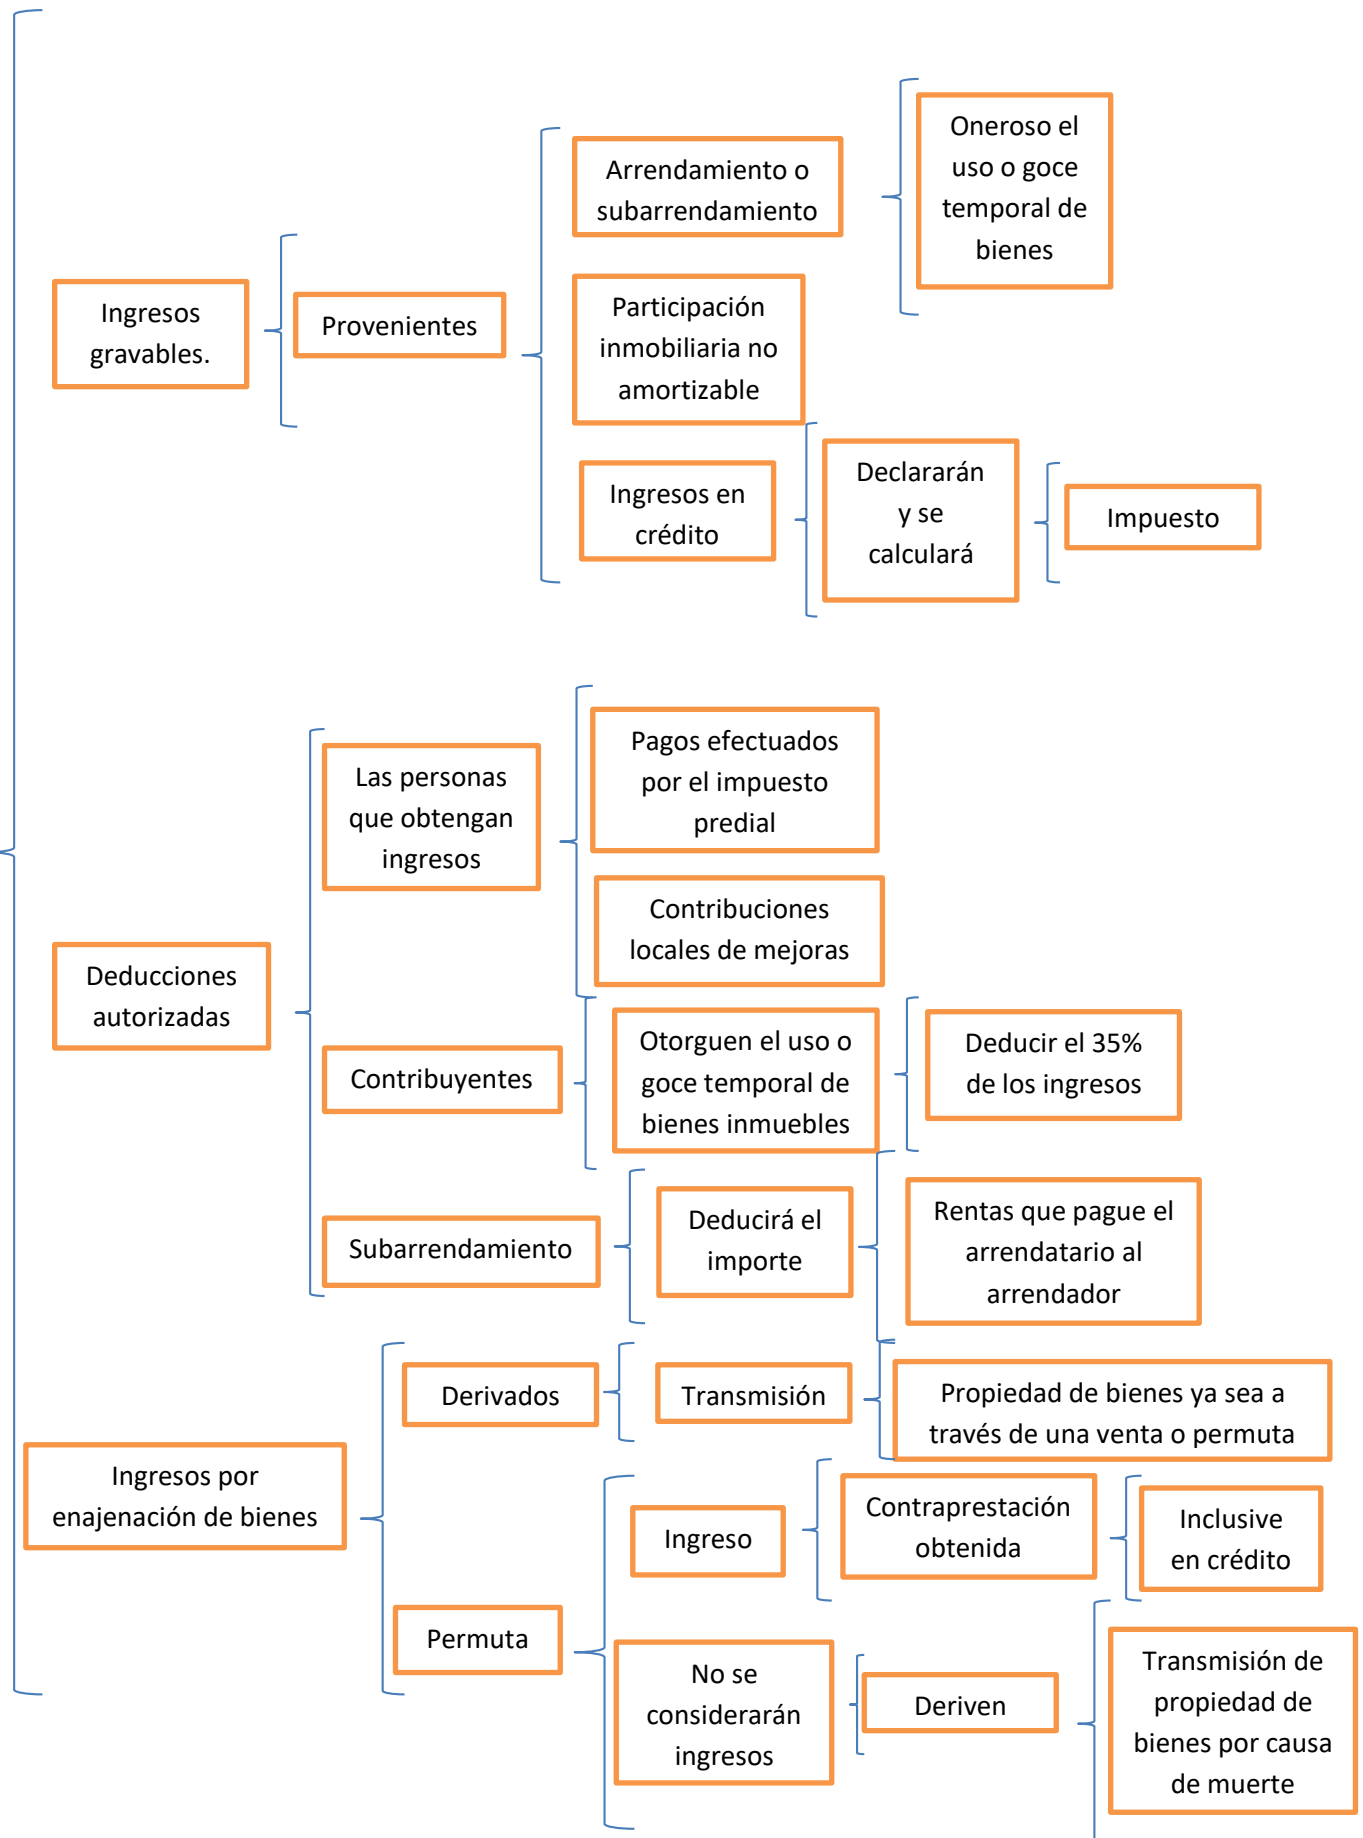 Ingresos
gravables.
Provenientes
Arrendamiento o
subarrendamiento
Oneroso el
uso o goce
temporal de
bienes
Participación
inmobiliaria no
amortizable
Ingresos en
crédito
Declararán
y se
calculará
Impuesto
Deducciones
autorizadas
Las personas
que obtengan
ingresos
Pagos efectuados
por el impuesto
predial
Contribuciones
locales de mejoras
Contribuyentes
Otorguen el uso o
goce temporal de
bienes inmuebles
Deducir el 35%
de los ingresos
Subarrendamiento
Deducirá el
importe
Rentas que pague el
arrendatario al
arrendador
Ingresos por
enajenación de bienes
Derivados
Transmisión
Propiedad de bienes ya sea a
través de una venta o permuta
Permuta
Ingreso
Contraprestación
obtenida
Inclusive
en crédito
No se
considerarán
ingresos
Deriven
Transmisión de
propiedad de
bienes por causa
de muerte